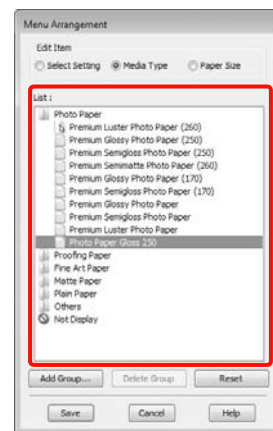 Menu Arrangement
Edit Item
Select Setting Media Type Paper Size
List :
Photo Paper
Premium Luster Photo Paper (260)
Premium Glossy Photo Paper (250)
Premium Semigloss Photo Paper (250)
Premium Semimatte Photo Paper (260)
Premium Glossy Photo Paper (170)
Premium Semigloss Photo Paper (170)
Premium Glossy Photo Paper
Premium Semigloss Photo Paper
Premium Luster Photo Paper
Photo Paper Gloss 250
Proofing Paper
Fine Art Paper
Matte Paper
Plain Paper
Others
Not Display
Add Group... Delete Group Reset
Save Cancel Help